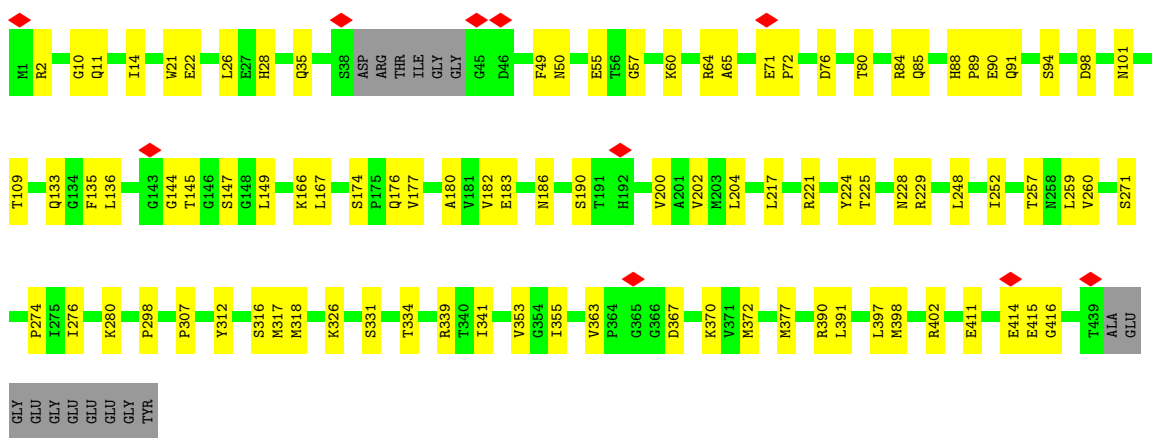 M1 R2 G10 Q11 I14 W21 E22 L26 E27 H28 Q35 S38 ASP ARG THR ILE GLY GLY G45 D46 F49 N50 E55 T56 G57 K60 R64 A65 E71 P72 D76 T80 R84 Q85 H88 P89 E90 Q91 S94 D98 N101
T109 Q133 G134 F135 L136 G143 G144 T145 G146 S147 G148 L149 K166 L167 S174 P175 Q176 V177 A180 V181 V182 E183 N186 S190 T191 H192 V200 A201 V202 M203 L204 L217 R221 Y224 T225 N228 R229 L248 I252 T257 N258 L259 V260 S271
P274 I275 I276 K280 P298 P307 Y312 S316 M317 M318 K326 S331 T334 R339 T340 I341 V353 G354 I355 V363 P364 G365 G366 D367 K370 V371 M372 M377 R390 L391 L397 M398 R402 E411 E414 E415 G416 T439 ALA GLU
GLY GLU GLY GLU GLU GLU GLY TYR